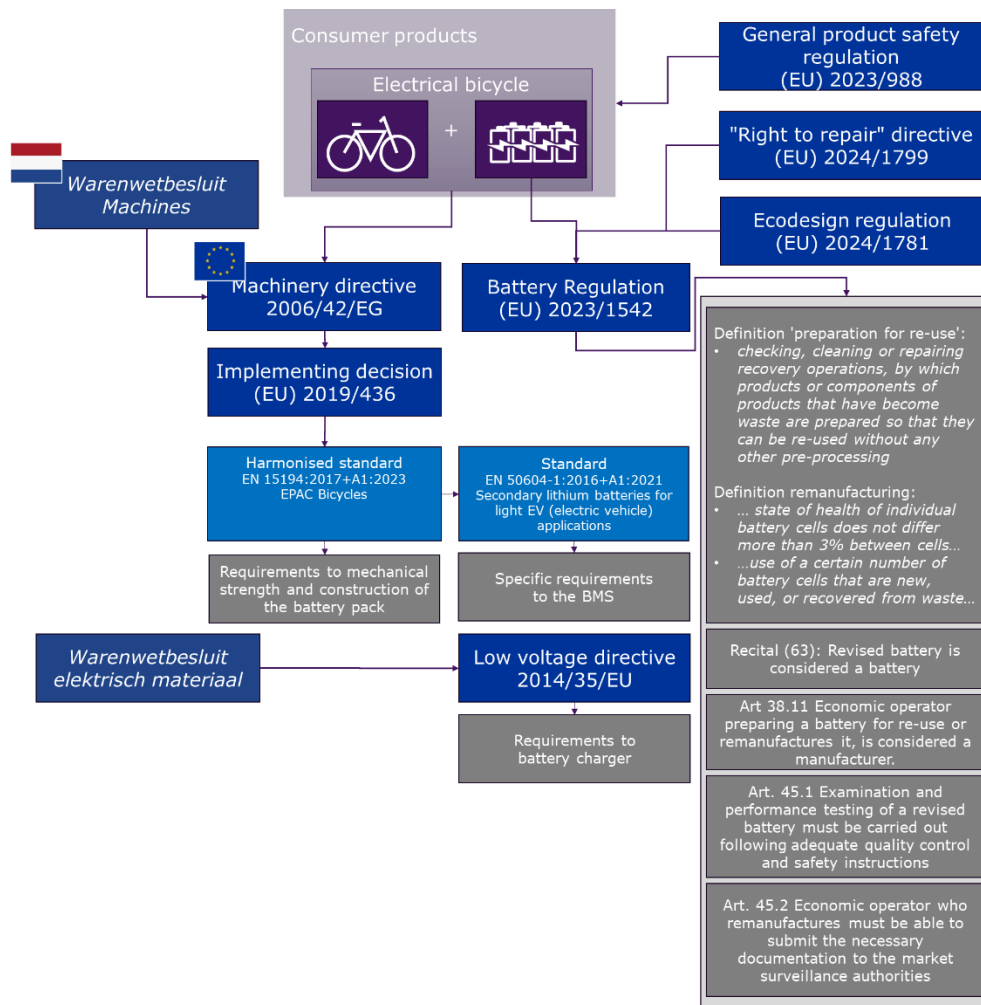 Consumer products
Electrical bicycle
+
General product safety
regulation
(EU) 2023/988
"Right to repair" directive
(EU) 2024/1799
Ecodesign regulation
(EU) 2024/1781
Warenwetbesluit
Machines
Machinery directive
2006/42/EG
Battery Regulation
(EU) 2023/1542
Implementing decision
(EU) 2019/436
Harmonised standard
EN 15194:2017+A1:2023
EPAC Bicycles
Standard
EN 50604-1:2016+A1:2021
Secondary lithium batteries for
light EV (electric vehicle)
applications
Requirements to mechanical
strength and construction of
the battery pack
Specific requirements
to the BMS
Warenwetbesluit
elektrisch materiaal
Low voltage directive
2014/35/EU
Requirements to
battery charger
Definition 'preparation for re-use':
• checking, cleaning or repairing
recovery operations, by which
products or components of
products that have become
waste are prepared so that they
can be re-used without any
other pre-processing
Definition remanufacturing:
• … state of health of individual
battery cells does not differ
more than 3% between cells…
• …use of a certain number of
battery cells that are new,
used, or recovered from waste…
Recital (63): Revised battery is
considered a battery
Art 38.11 Economic operator
preparing a battery for re-use or
remanufactures it, is considered a
manufacturer.
Art. 45.1 Examination and
performance testing of a revised
battery must be carried out
following adequate quality control
and safety instructions
Art. 45.2 Economic operator who
remanufactures must be able to
submit the necessary
documentation to the market
surveillance authorities